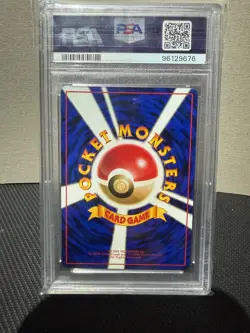 PSA
PSA
96129676
POCKET MONSTERS
CARD GAME